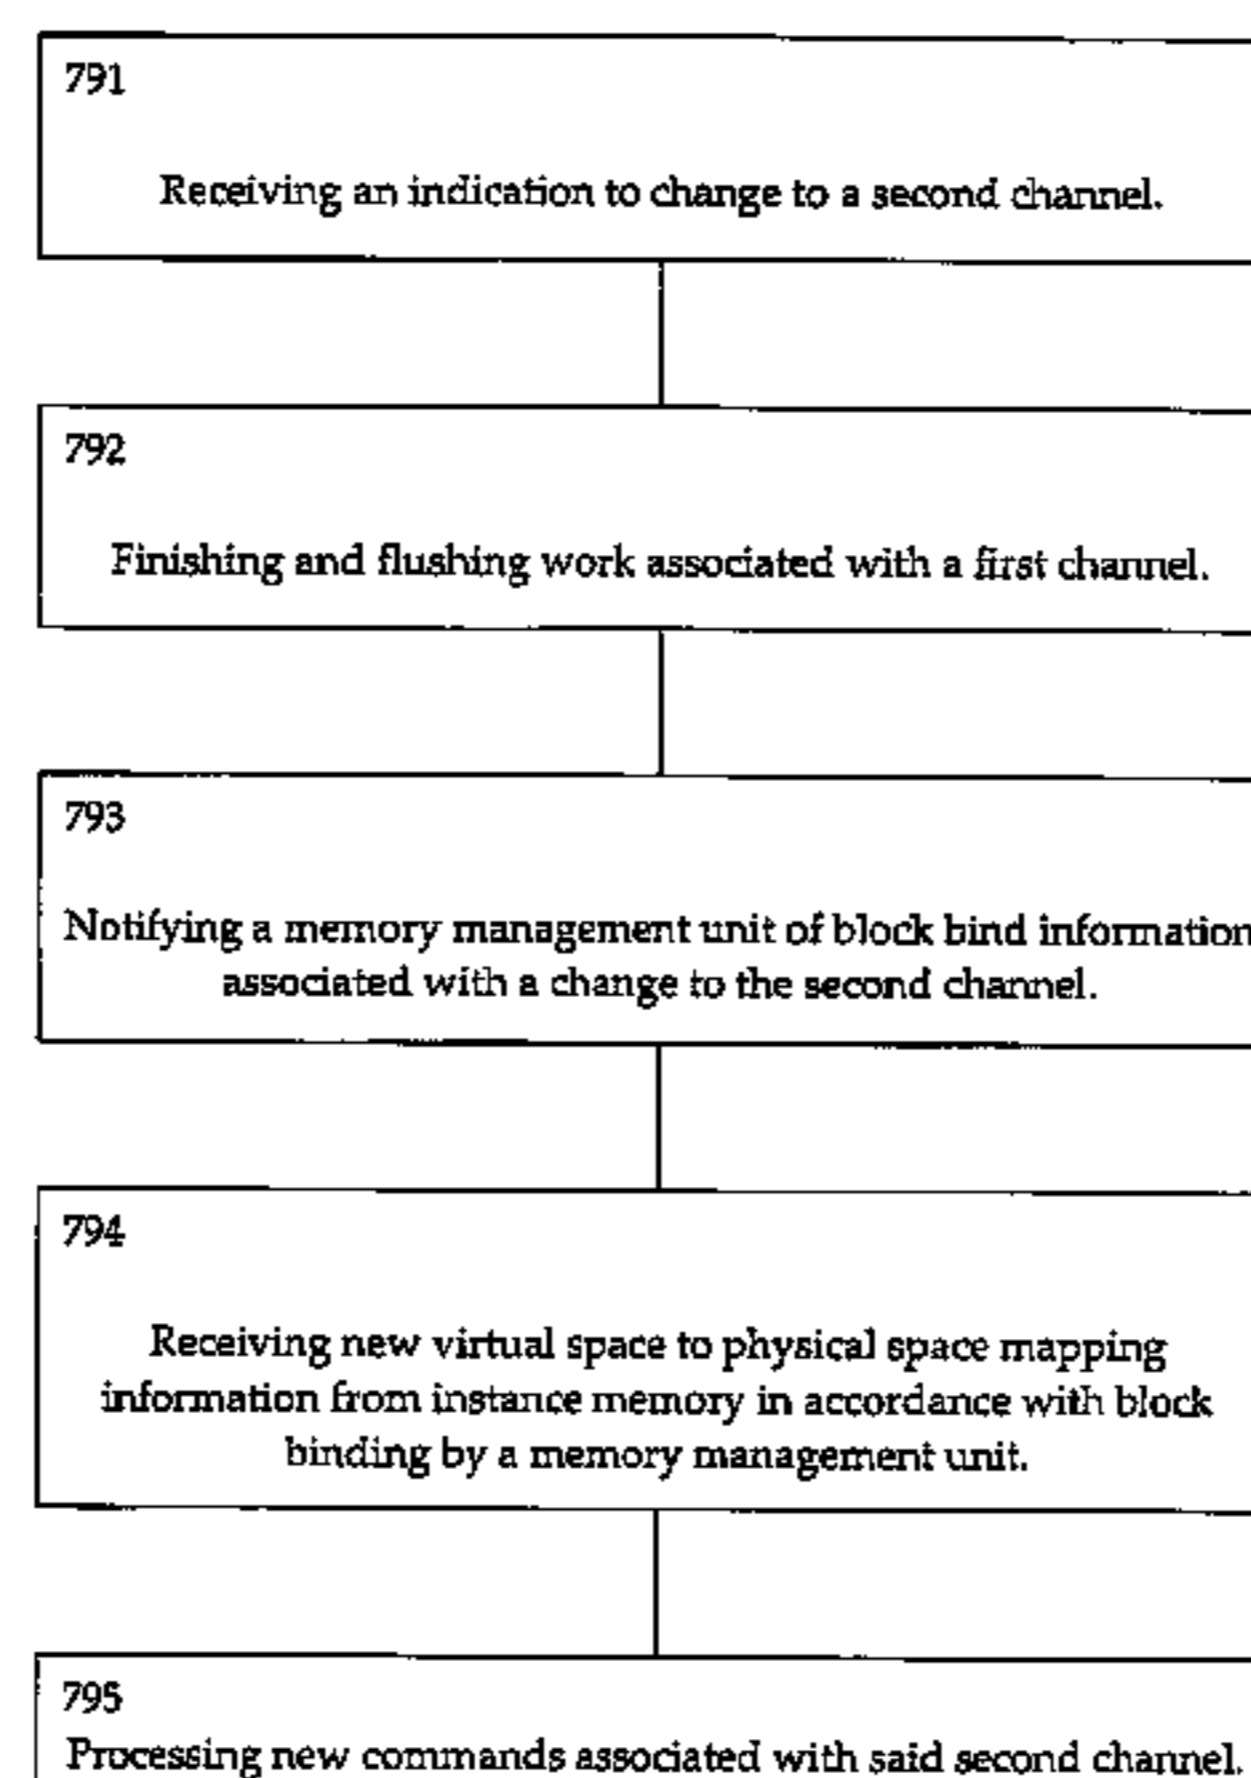 791
Receiving an indication to change to a second channel.
792
Finishing and flushing work associated with a first channel.
793
Notifying a memory management unit of block bind information
associated with a change to the second channel.
794
Receiving new virtual space to physical space mapping
information from instance memory in accordance with block
binding by a memory management unit.
795
Processing new commands associated with said second channel.